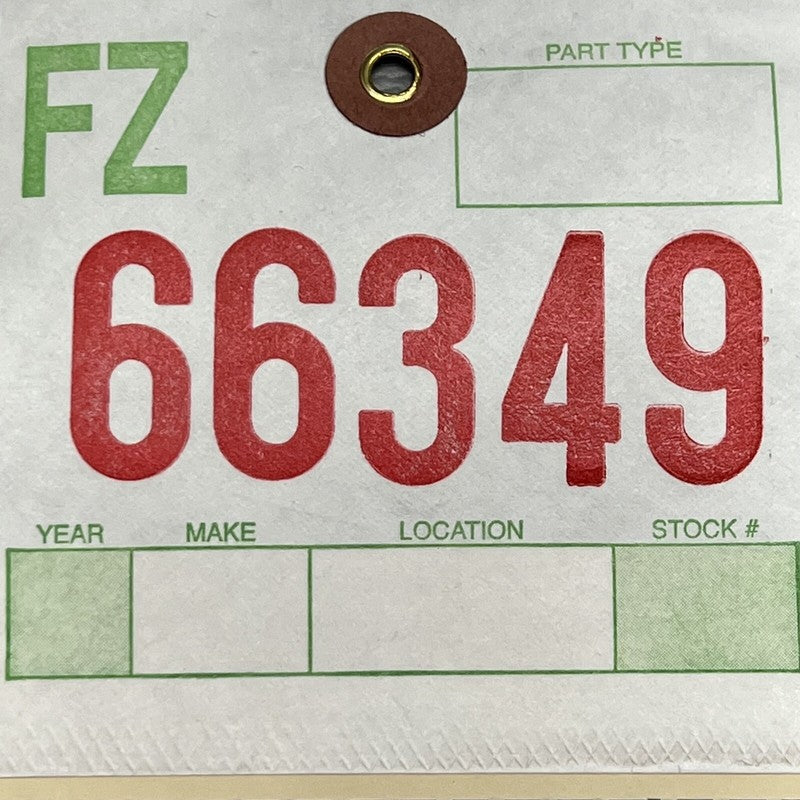 FZ
PART TYPE
66349
YEAR MAKE LOCATION STOCK #